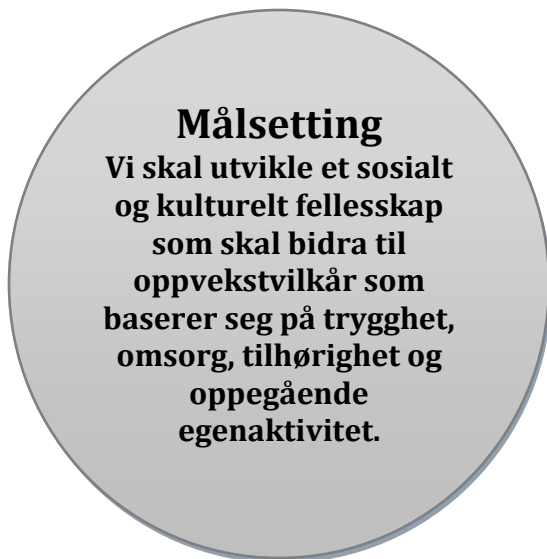 Målsetting
Vi skal utvikle et sosialt
og kulturelt fellesskap
som skal bidra til
oppvekstvilkår som
baserer seg på trygghet,
omsorg, tilhørighet og
oppegående
egenaktivitet.